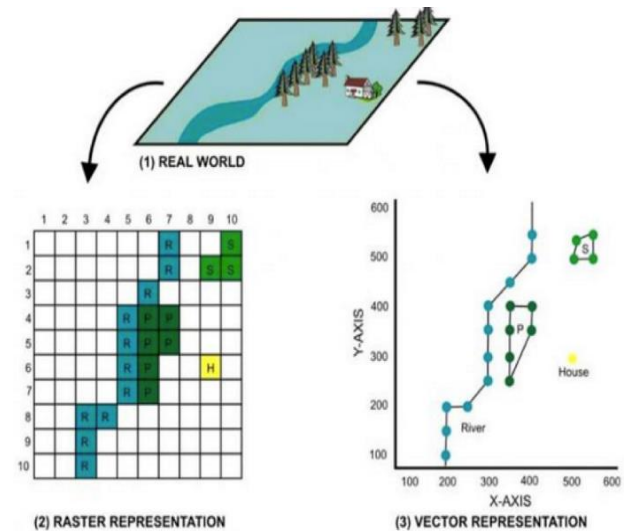 (1) REAL WORLD
1 2 3 4 5 6 7 8 9 10
1 R S
2 R S S
3 R
4 R P P
5 R P P
6 R P H
7 R P
8 R R
9 R
10 R
(2) RASTER REPRESENTATION
600
500
400
300
200
100
Y-AXIS
S
P
House
River
100 200 300 400 500 600
X-AXIS
(3) VECTOR REPRESENTATION